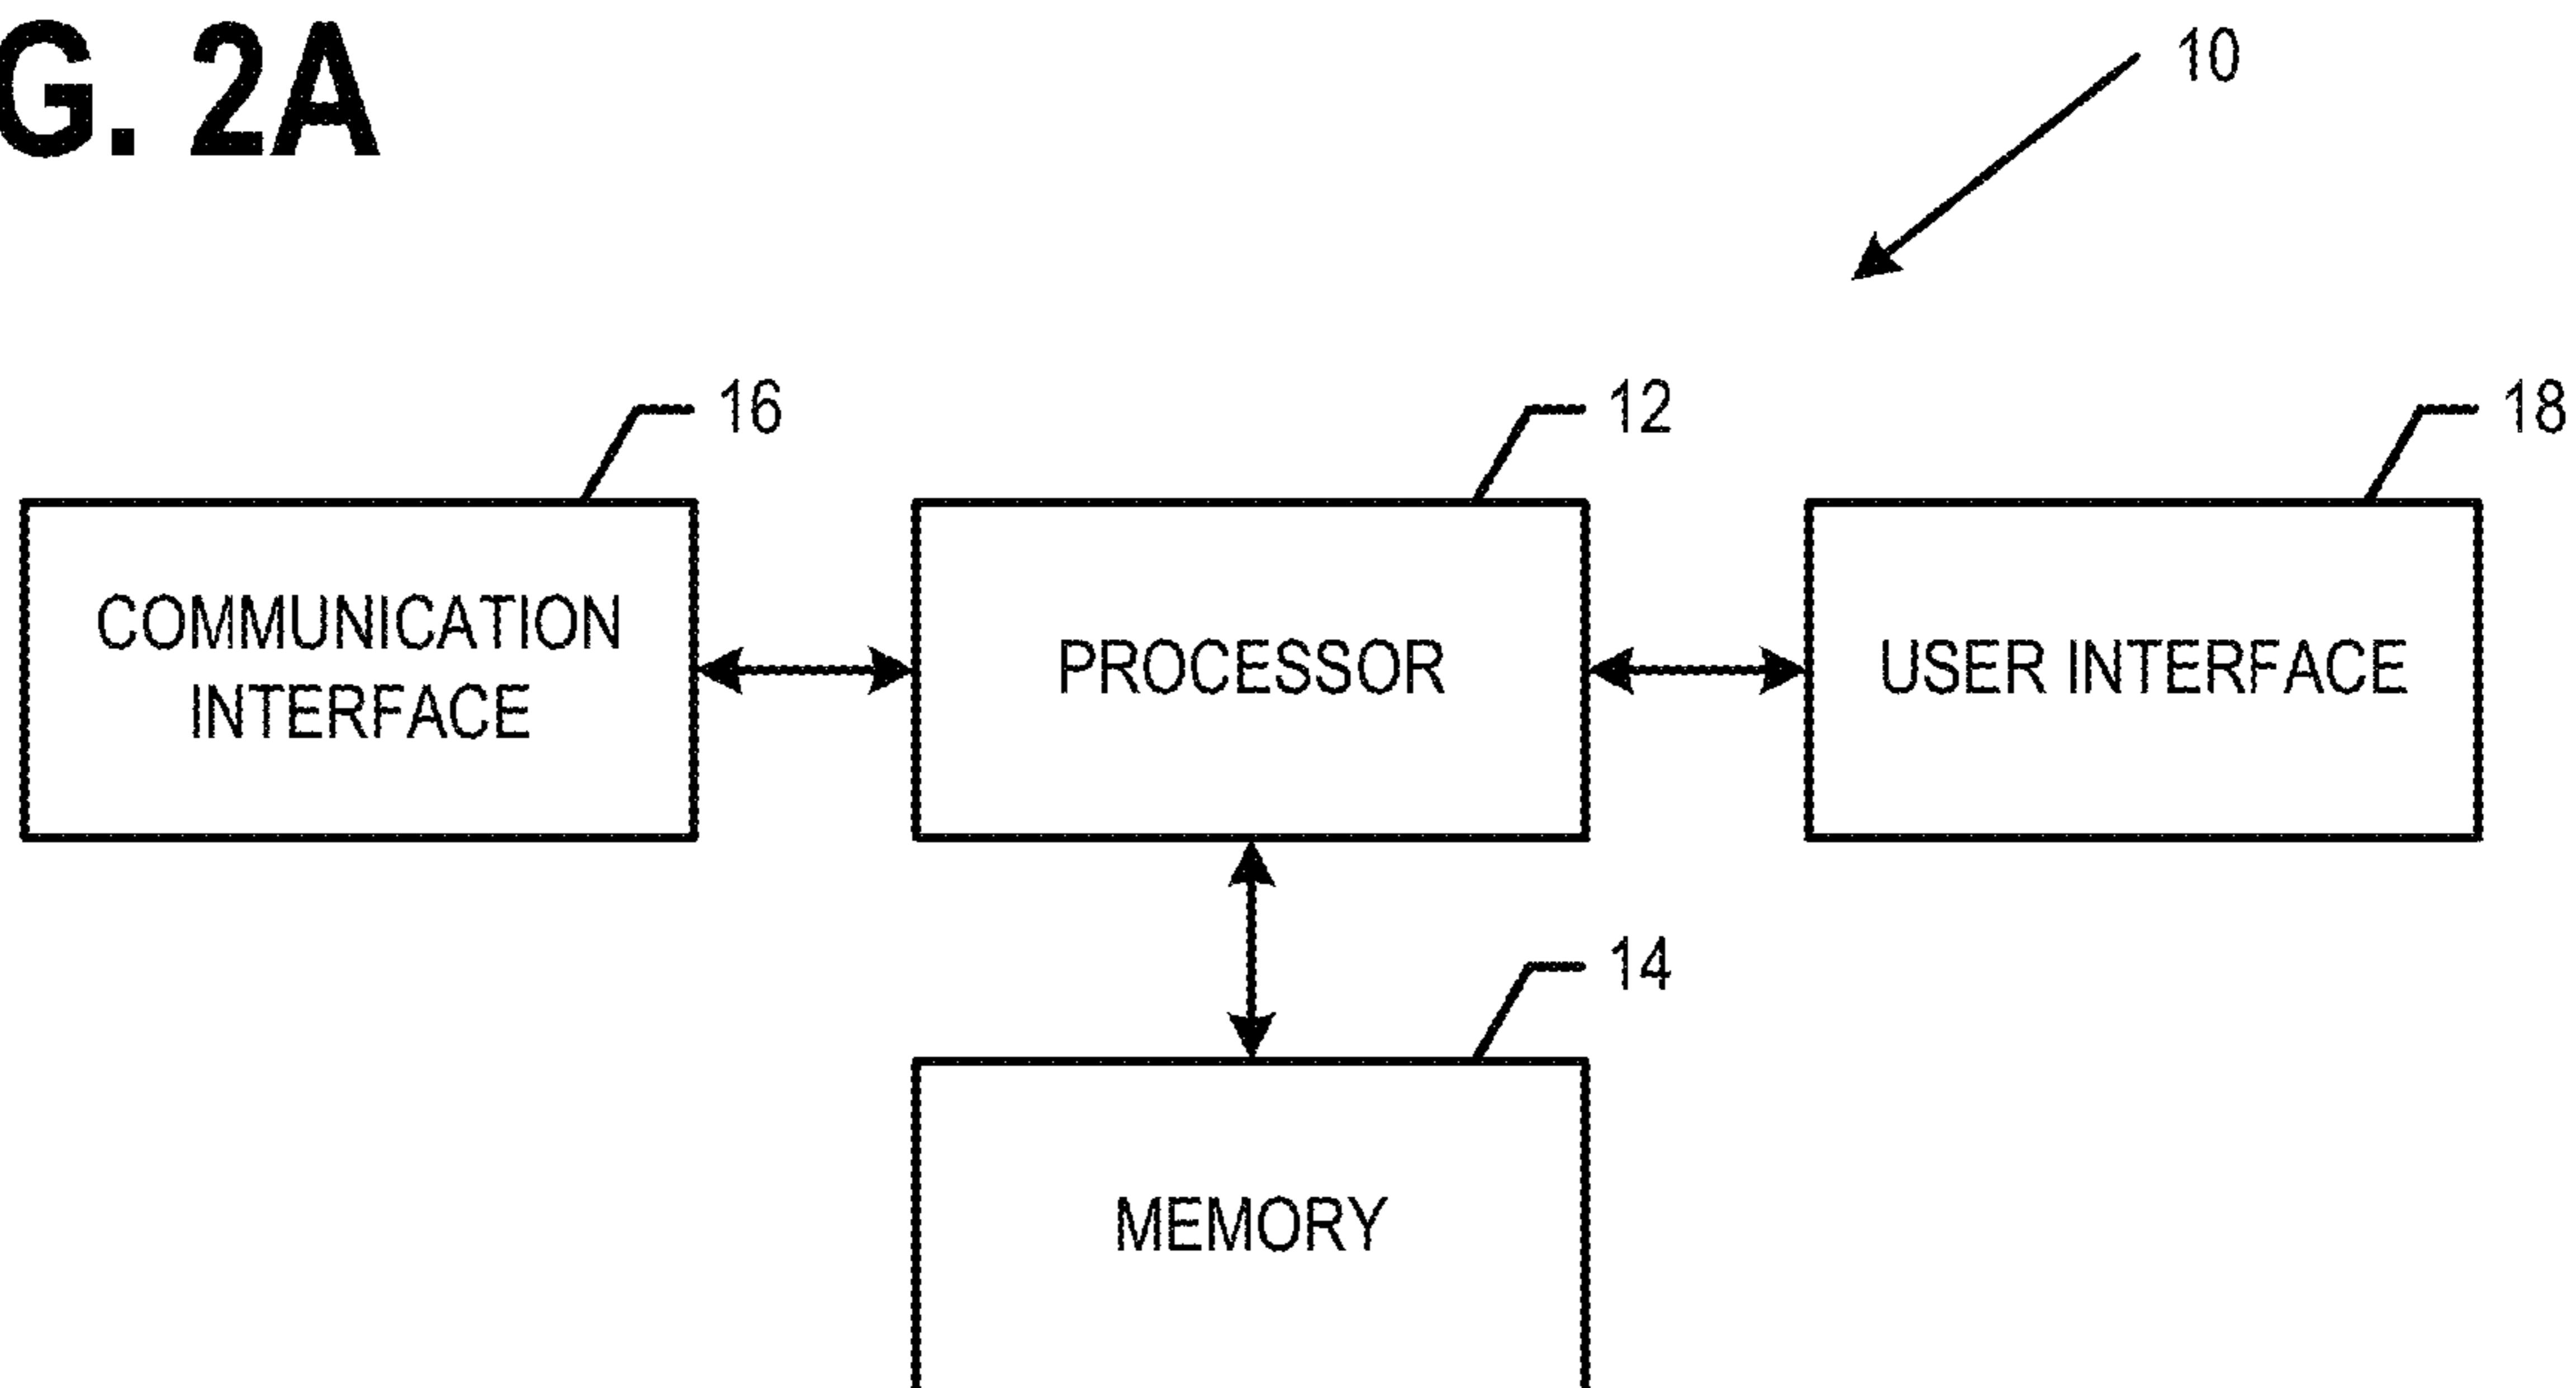 G. 2A
10
16
12
18
COMMUNICATION
INTERFACE
PROCESSOR
USER INTERFACE
14
MEMORY